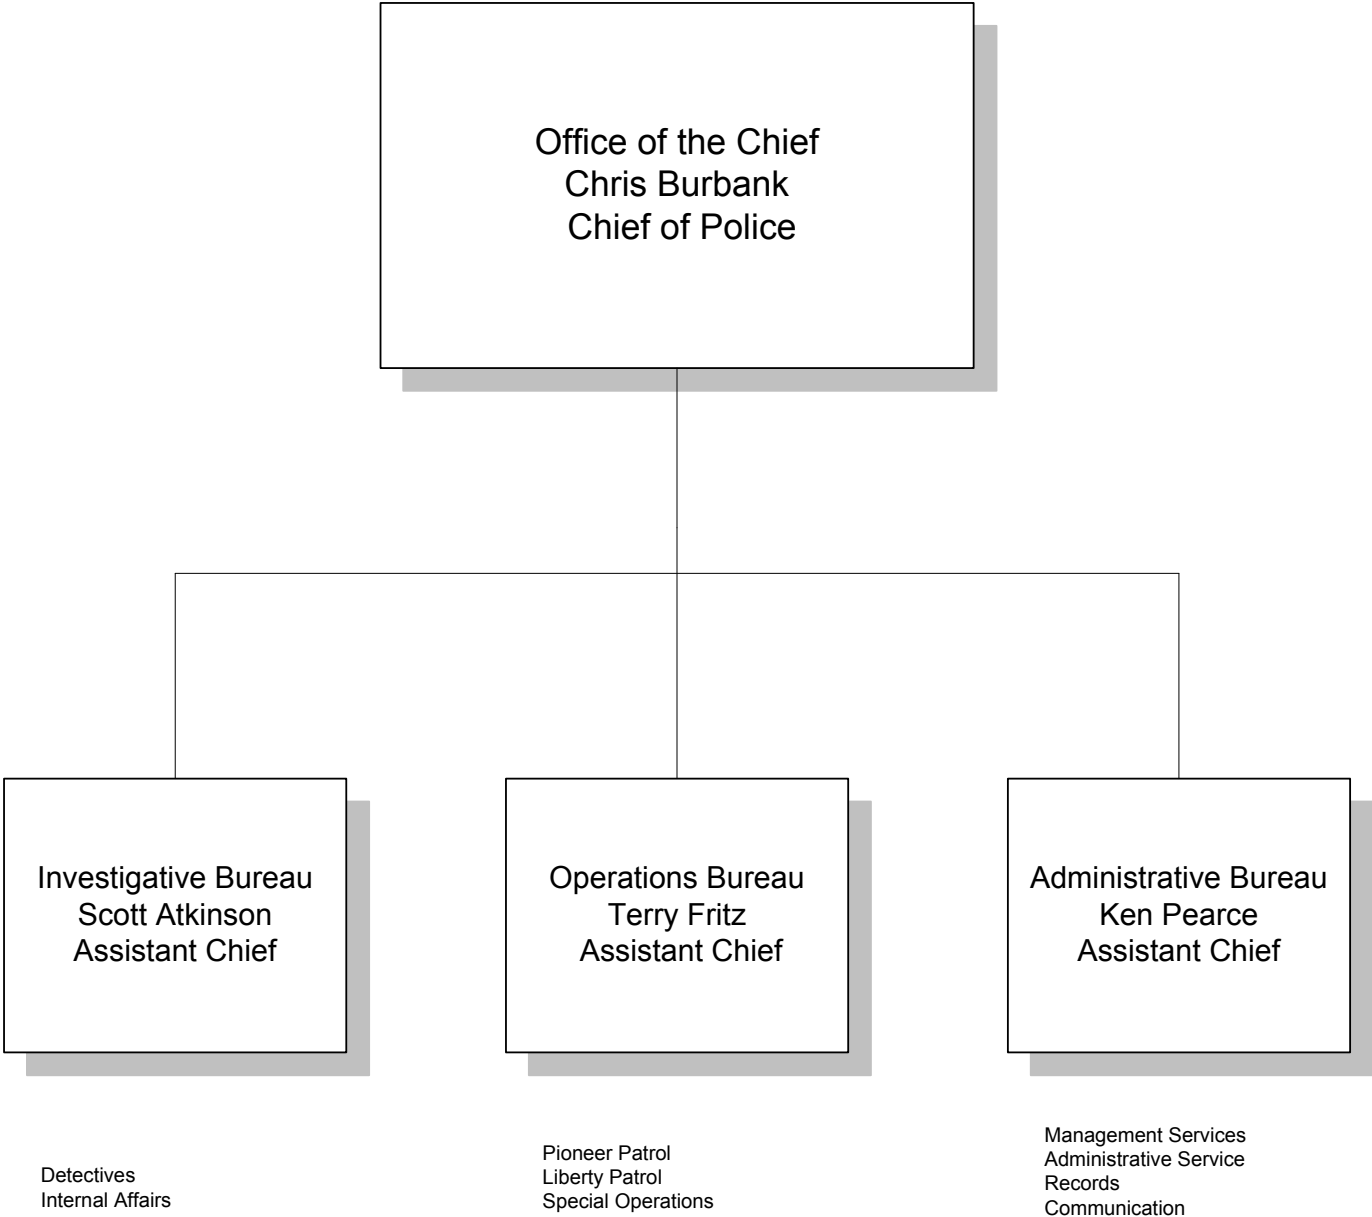 Office of the Chief
Chris Burbank
Chief of Police
Investigative Bureau
Scott Atkinson
Assistant Chief
Operations Bureau
Terry Fritz
Assistant Chief
Administrative Bureau
Ken Pearce
Assistant Chief
Detectives
Internal Affairs
Pioneer Patrol
Liberty Patrol
Special Operations
Management Services
Administrative Service
Records
Communication